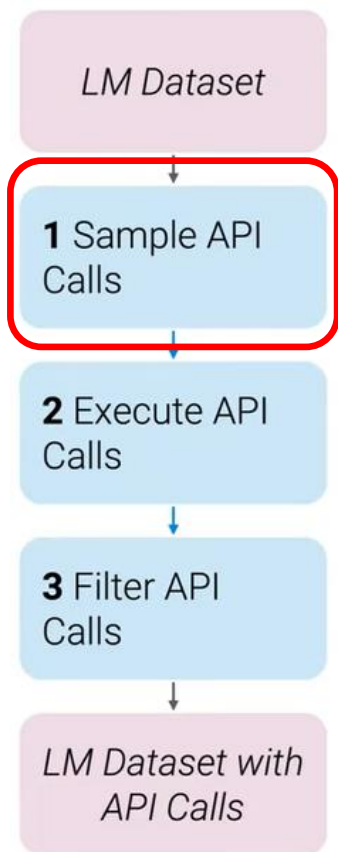 LM Dataset
1 Sample API
Calls
2 Execute API
Calls
3 Filter API
Calls
LM Dataset with
API Calls